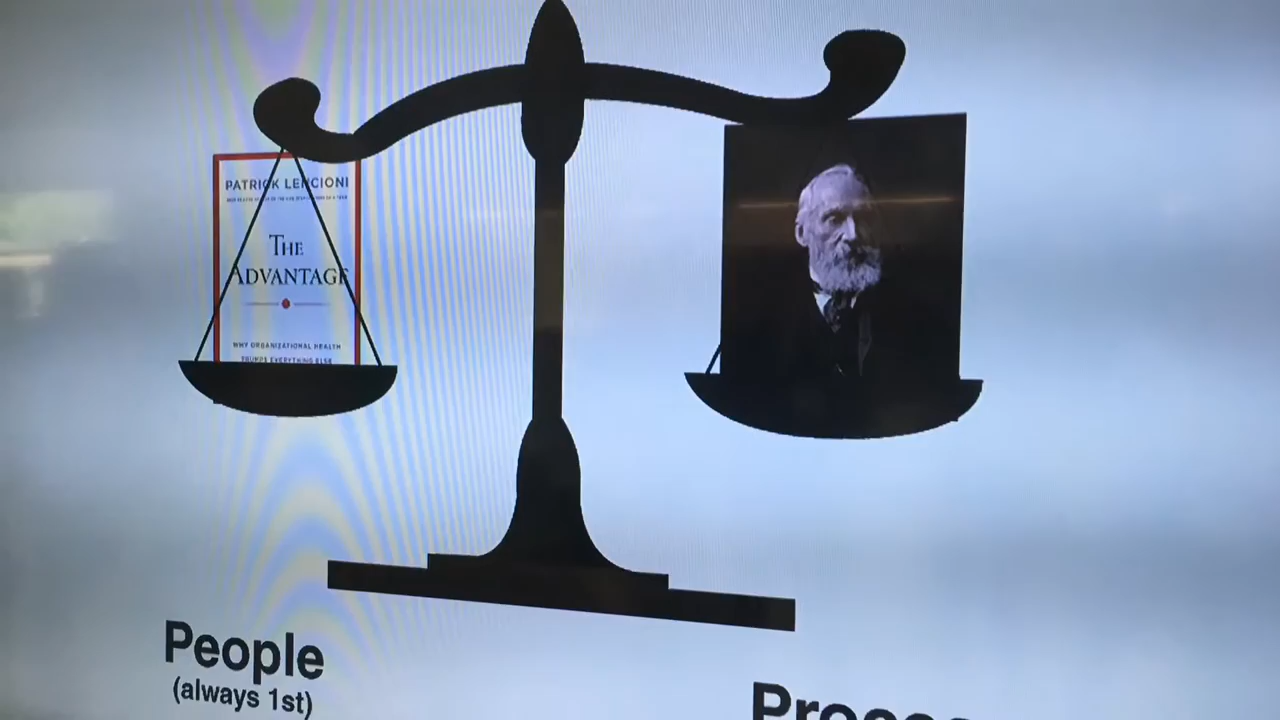 PATRICK LENCIONI
THE
ADVANTAGE
WHY ORGANIZATIONAL HEALTH
TRUMPS EVERYTHING ELSE
People
(always 1st)